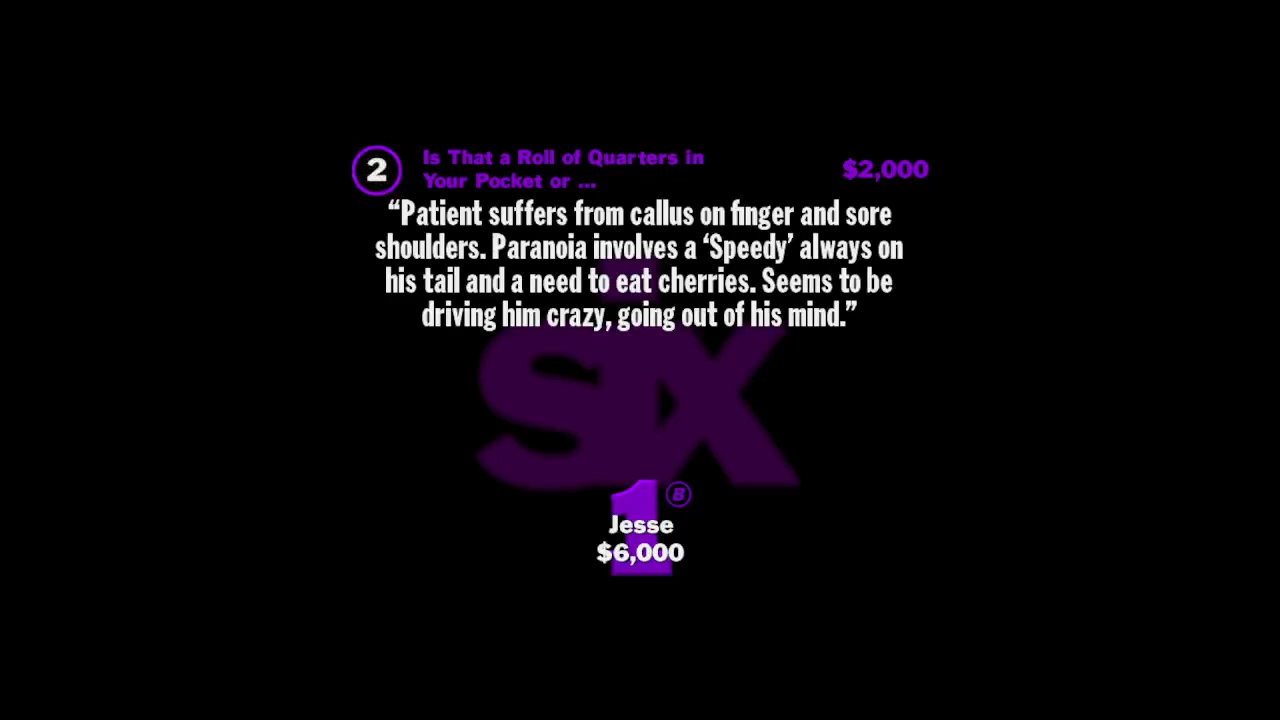 2
Is That a Roll of Quarters in
Your Pocket or ...
$2,000
“Patient suffers from callus on finger and sore
shoulders. Paranoia involves a ‘Speedy’ always on
his tail and a need to eat cherries. Seems to be
driving him crazy, going out of his mind.”
six
1 B
Jesse
$6,000